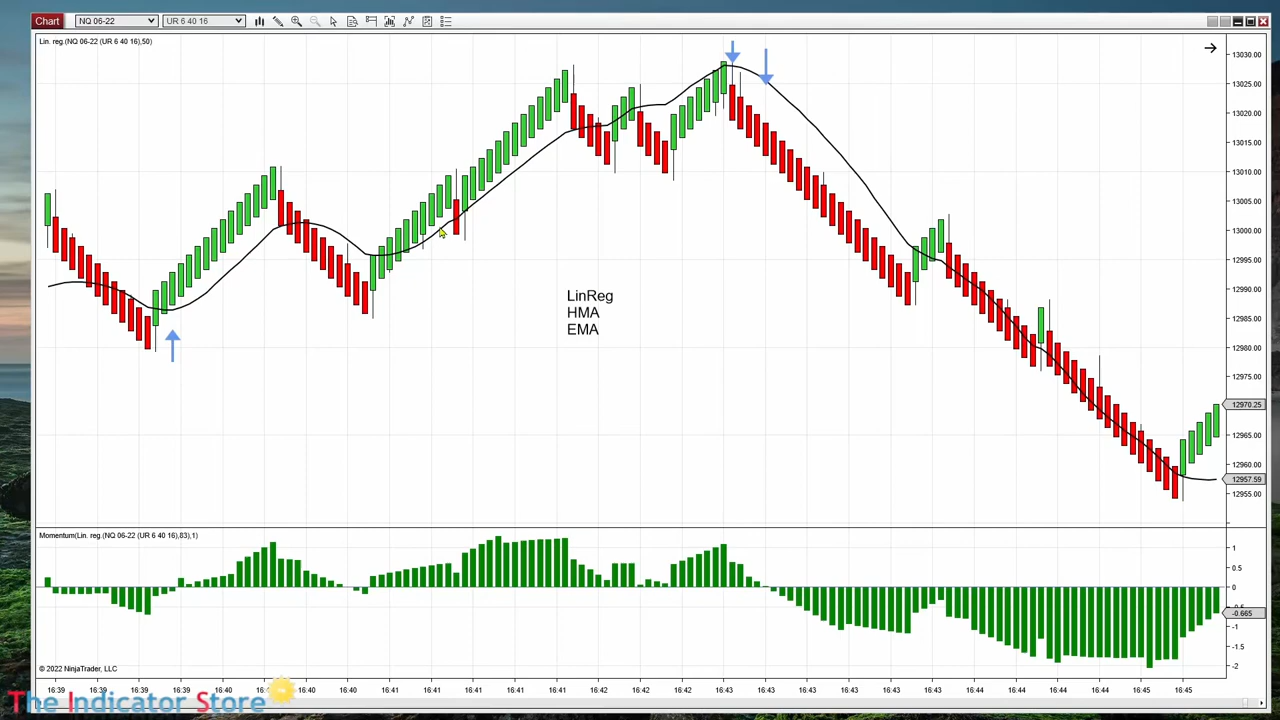 Chart NQ 06-22 UR 6 40 16
Lin. reg.(NQ 06-22 (UR 6 40 16),50)
13030.00
13025.00
13020.00
13015.00
13010.00
13005.00
13000.00
12995.00
12990.00
12985.00
12980.00
12975.00
12970.25
12965.00
12960.00
12957.59
12955.00
LinReg
HMA
EMA
Momentum(Lin. reg.(NQ 06-22 (UR 6 40 16),83),1)
1
0.5
0
-0.665
-1
-1.5
-2
© 2022 NinjaTrader, LLC
16:39 16:39 16:39 16:39 16:40 16:40 16:40 16:41 16:41 16:41 16:42 16:42 16:42 16:43 16:43 16:43 16:44 16:44 16:44 16:45 16:45
The Indicator Store